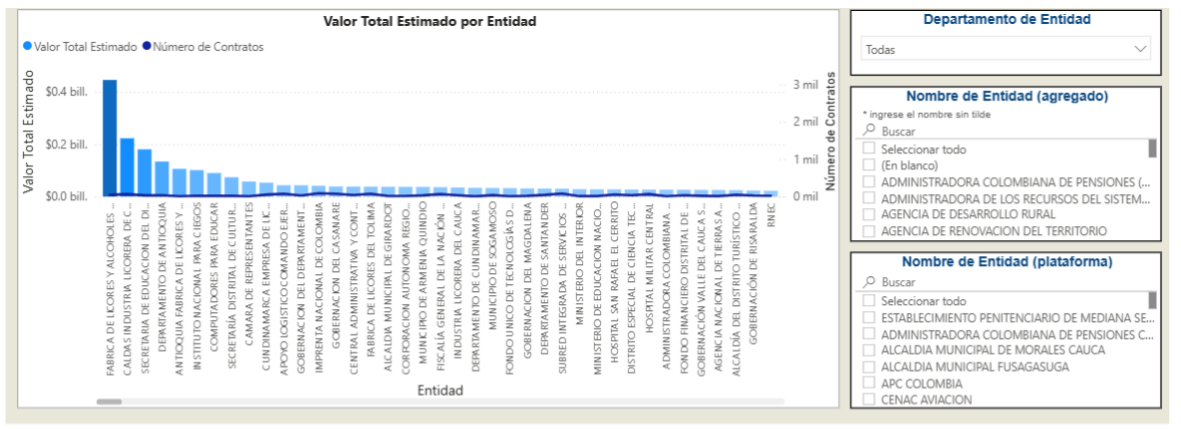 Valor Total Estimado por Entidad
Valor Total Estimado Número de Contratos
Valor Total Estimado
$0.4 bill.
$0.2 bill.
$0.0 bill.
3 mil
2 mil
1 mil
0 mil
Número de Contratos
FABRICA DE LICORES Y ALCOHOLES ...
CALDAS INDUSTRIA LICORERA DE C...
SECRETARIA DE EDUCACION DEL DI...
DEPARTAMENTO DE ANTIOQUIA
ANTIOQUIA FABRICA DE LICORES Y ...
INSTITUTO NACIONAL PARA CIEGOS
COMPUTADORES PARA EDUCAR
SECRETARÍA DISTRITAL DE CULTUR...
CAMARA DE REPRESENTANTES
CUNDINAMARCA EMPRESA DE LIC...
APOYO LOGISTICO COMANDO EJER...
GOBERNACION DEL DEPARTAMENT...
IMPRENTA NACIONAL DE COLOMBIA
GOBERNACION DEL CASANARE
CENTRAL ADMINISTRATIVA Y CONT...
FABRICA DE LICORES DEL TOLIMA
ALCALDIA MUNICIPAL DE GIRARDOT
CORPORACION AUTONOMA REGIO...
MUNICIPIO DE ARMENIA QUINDIO
FISCALÍA GENERAL DE LA NACIÓN ...
INDUSTRIA LICORERA DEL CAUCA
DEPARTAMENTO DE CUNDINAMAR...
MUNICIPIO DE SOGAMOSO
FONDO UNICO DE TECNOLOGÍAS D...
GOBERNACION DEL MAGDALENA
DEPARTAMENTO DE SANTANDER
SUBRED INTEGRADA DE SERVICIOS ...
MINISTERIO DEL INTERIOR
MINISTERIO DE EDUCACION NACIO...
HOSPITAL SAN RAFAEL EL CERRITO
DISTRITO ESPECIAL DE CIENCIA TEC...
HOSPITAL MILITAR CENTRAL
ADMINISTRADORA COLOMBIANA ...
FONDO FINANCIERO DISTRITAL DE ...
GOBERNACIÓN VALLE DEL CAUCA S...
AGENCIA NACIONAL DE TIERRAS A...
ALCALDÍA DEL DISTRITO TURÍSTICO ...
GOBERNACIÓN DE RISARALDA
RNEC
Entidad
Departamento de Entidad
Todas
Nombre de Entidad (agregado)
* ingrese el nombre sin tilde
Buscar
Seleccionar todo
(En blanco)
ADMINISTRADORA COLOMBIANA DE PENSIONES (...
ADMINISTRADORA DE LOS RECURSOS DEL SISTEM...
AGENCIA DE DESARROLLO RURAL
AGENCIA DE RENOVACION DEL TERRITORIO
Nombre de Entidad (plataforma)
Buscar
Seleccionar todo
ESTABLECIMIENTO PENITENCIARIO DE MEDIANA SE...
ADMINISTRADORA COLOMBIANA DE PENSIONES C...
ALCALDIA MUNICIPAL DE MORALES CAUCA
ALCALDIA MUNICIPAL FUSAGASUGA
APC COLOMBIA
CENAC AVIACION